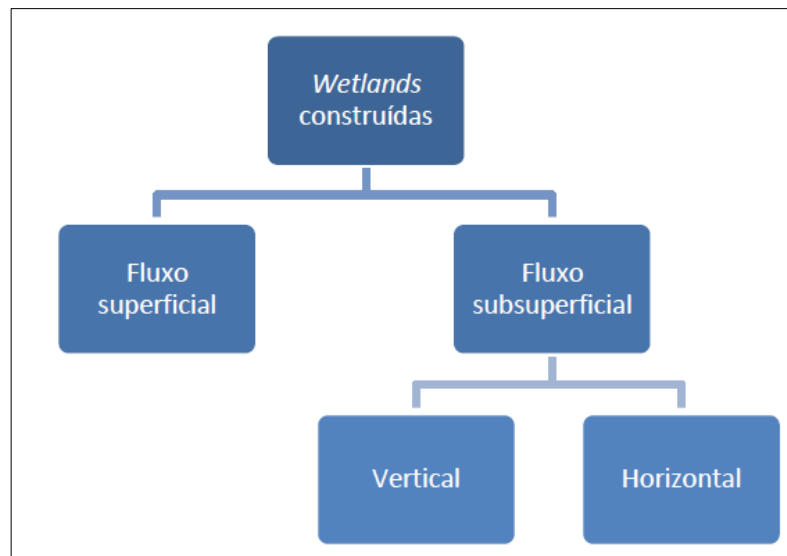 Wetlands
construídas
Fluxo
superficial
Fluxo
subsuperficial
Vertical
Horizontal